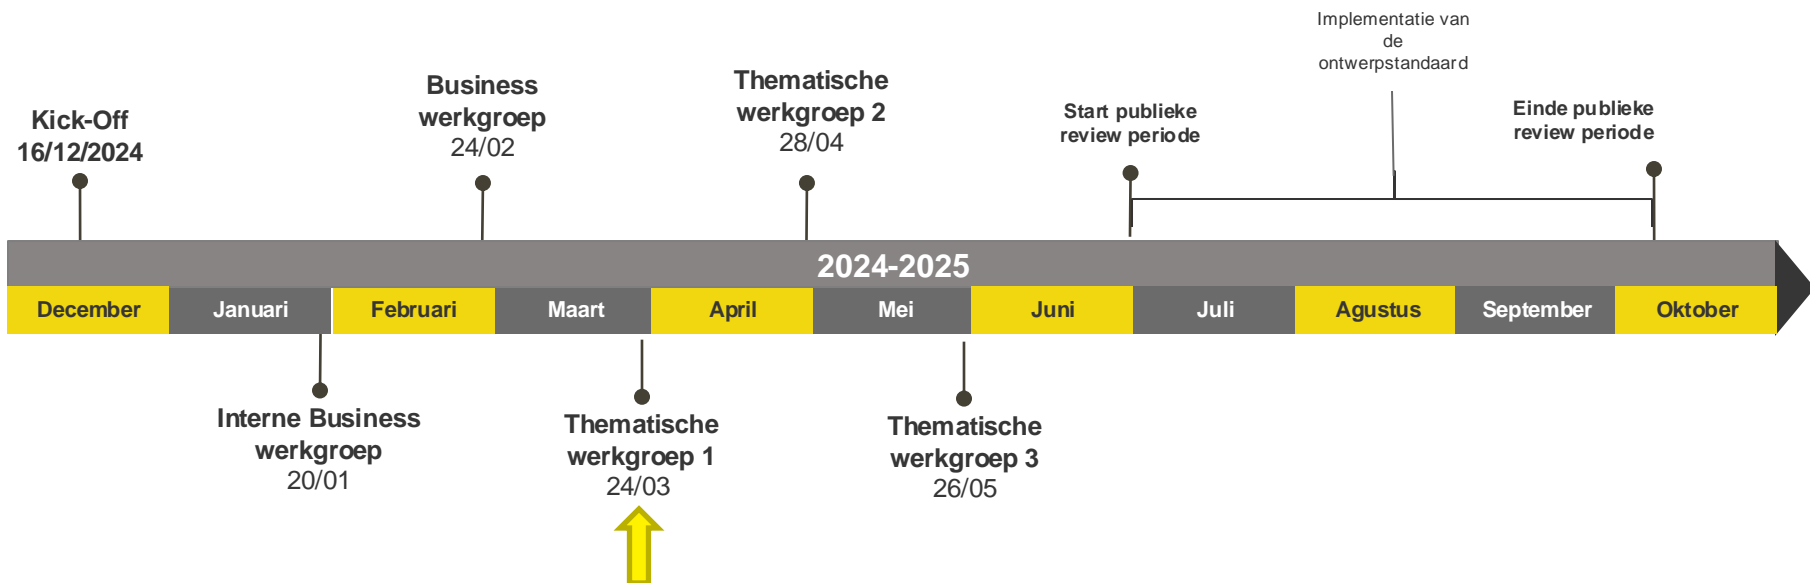 Kick-Off
16/12/2024
Business
werkgroep
24/02
Thematische
werkgroep 2
28/04
Start publieke
review periode
Implementatie van
de
ontwerpstandaard
Einde publieke
review periode
2024-2025
December
Januari
Februari
Maart
April
Mei
Juni
Juli
Agustus
September
Oktober
Interne Business
werkgroep
20/01
Thematische
werkgroep 1
24/03
Thematische
werkgroep 3
26/05